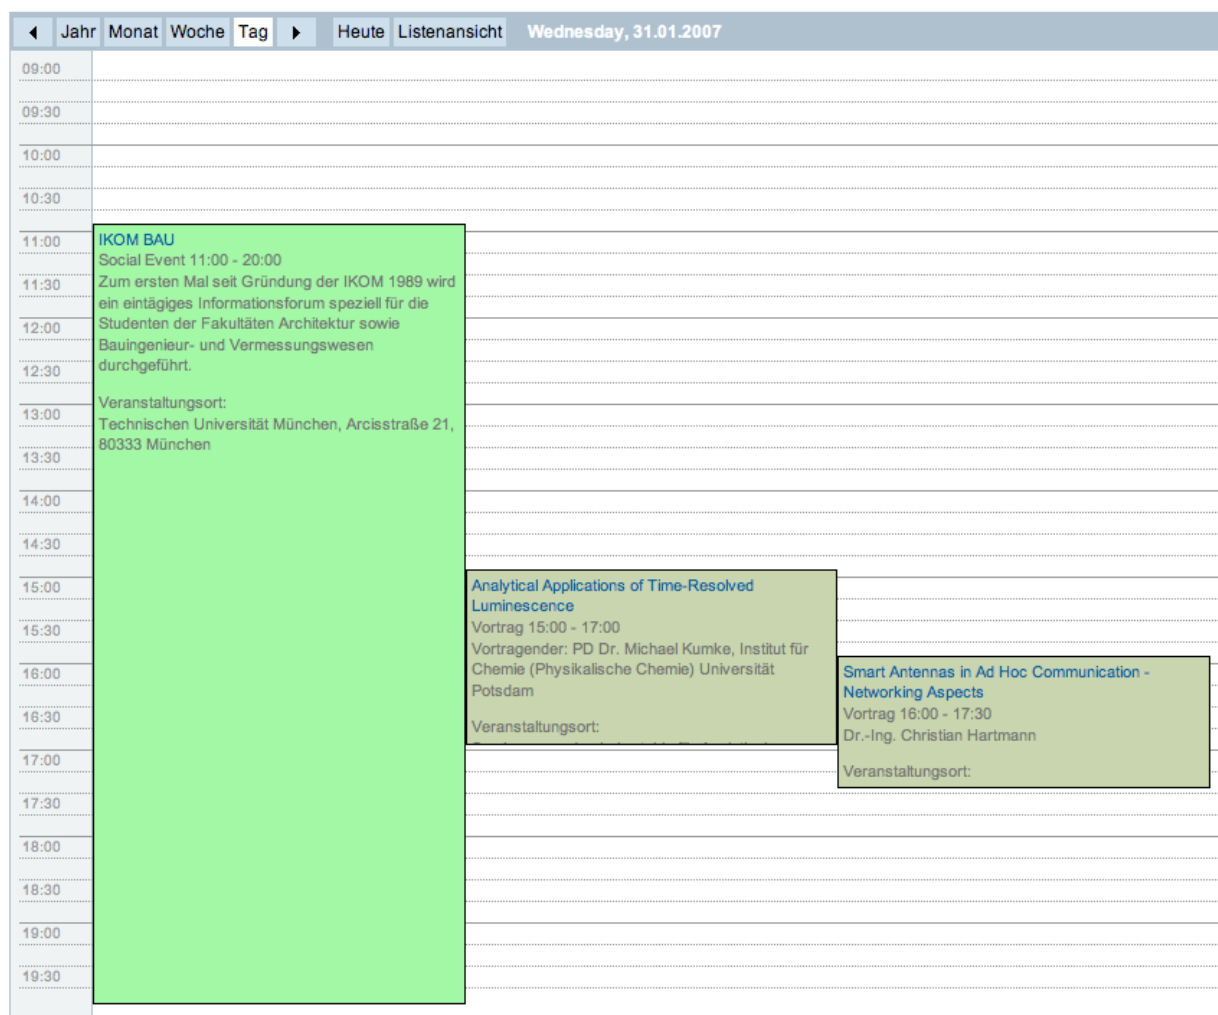 Jahr Monat Woche Tag Heute Listenansicht Wednesday, 31.01.2007
09:00
09:30
10:00
10:30
11:00
11:30
12:00
12:30
13:00
13:30
14:00
14:30
15:00
15:30
16:00
16:30
17:00
17:30
18:00
18:30
19:00
19:30
IKOM BAU
Social Event 11:00 - 20:00
Zum ersten Mal seit Gründung der IKOM 1989 wird
ein eintägiges Informationsforum speziell für die
Studenten der Fakultäten Architektur sowie
Bauingenieur- und Vermessungswesen
durchgeführt.
Veranstaltungsort:
Technischen Universität München, Arcisstraße 21,
80333 München
Analytical Applications of Time-Resolved
Luminescence
Vortrag 15:00 - 17:00
Vortragender: PD Dr. Michael Kumke, Institut für
Chemie (Physikalische Chemie) Universität
Potsdam
Veranstaltungsort:
Smart Antennas in Ad Hoc Communication -
Networking Aspects
Vortrag 16:00 - 17:30
Dr.-Ing. Christian Hartmann
Veranstaltungsort: